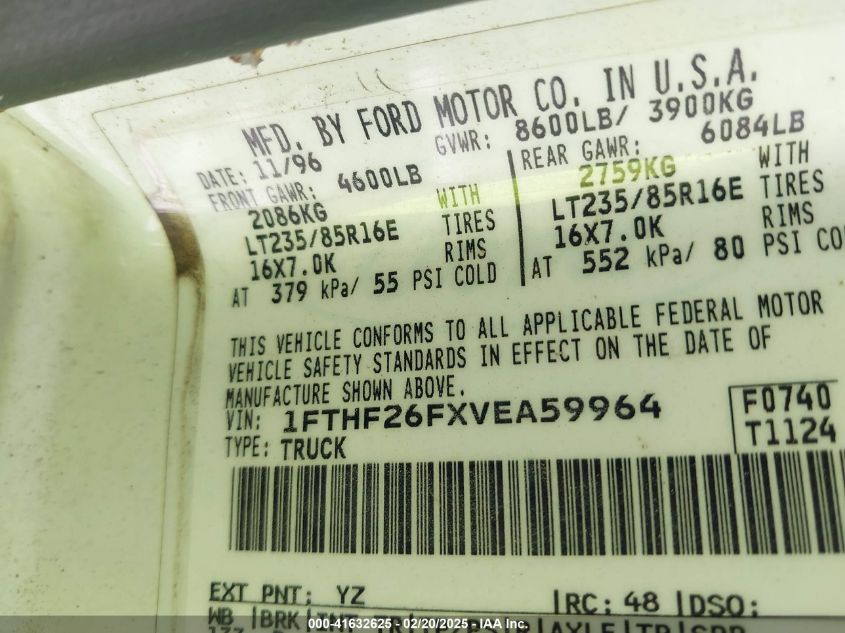 MFD. BY FORD MOTOR CO. IN U.S.A.
DATE: 11/96 GVWR: 8600LB/ 3900KG
FRONT GAWR: 4600LB REAR GAWR: 6084LB
2086KG WITH 2759KG WITH
LT235/85R16E TIRES LT235/85R16E TIRES
16X7.0K RIMS 16X7.0K RIMS
AT 379 kPa/ 55 PSI COLD AT 552 kPa/ 80 PSI CO
THIS VEHICLE CONFORMS TO ALL APPLICABLE FEDERAL MOTOR
VEHICLE SAFETY STANDARDS IN EFFECT ON THE DATE OF
MANUFACTURE SHOWN ABOVE.
VIN: 1FTHF26FXVEA59964 F0740
TYPE: TRUCK T1124
EXT PNT: YZ RC: 48 DSO:
WB BRK
000-41632625 - 02/20/2025 - IAA Inc.